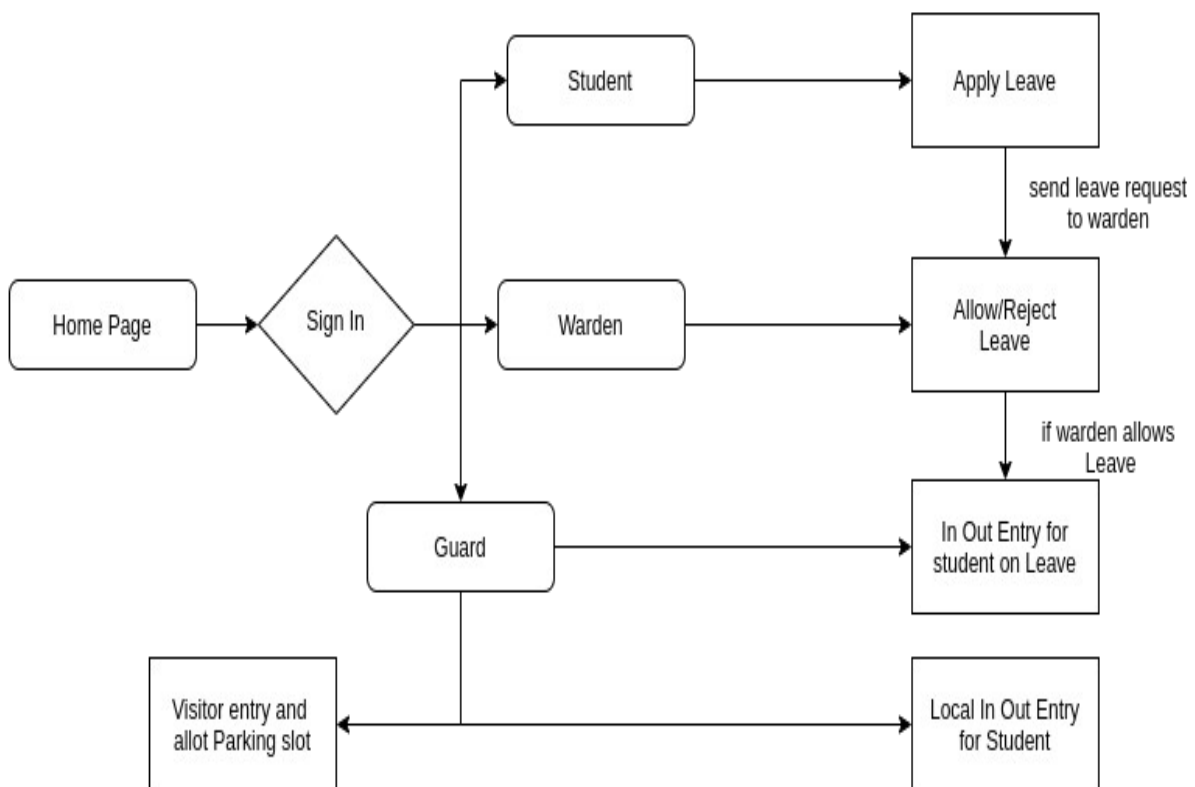 Student
Apply Leave
send leave request
to warden
Home Page
Sign In
Warden
Allow/Reject
Leave
if warden allows
Leave
Guard
In Out Entry for
student on Leave
Visitor entry and
allot Parking slot
Local In Out Entry
for Student